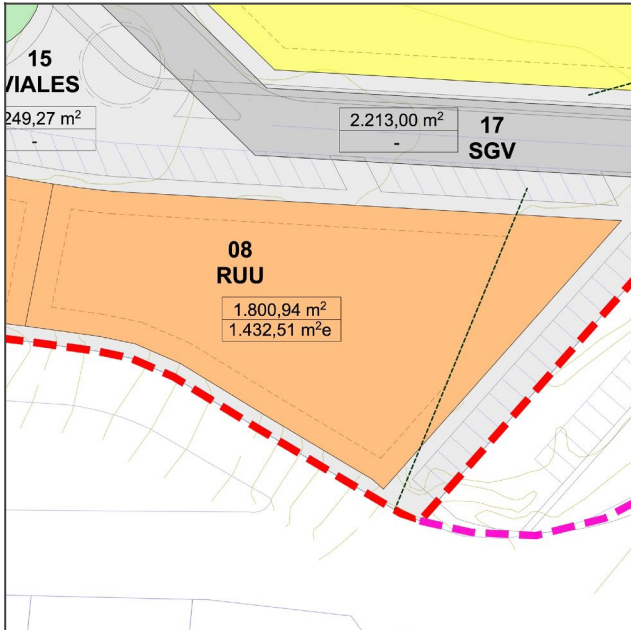 15
VIALES
249,27 m²
-
2.213,00 m²
-
17
SGV
08
RUU
1.800,94 m²
1.432,51 m²e